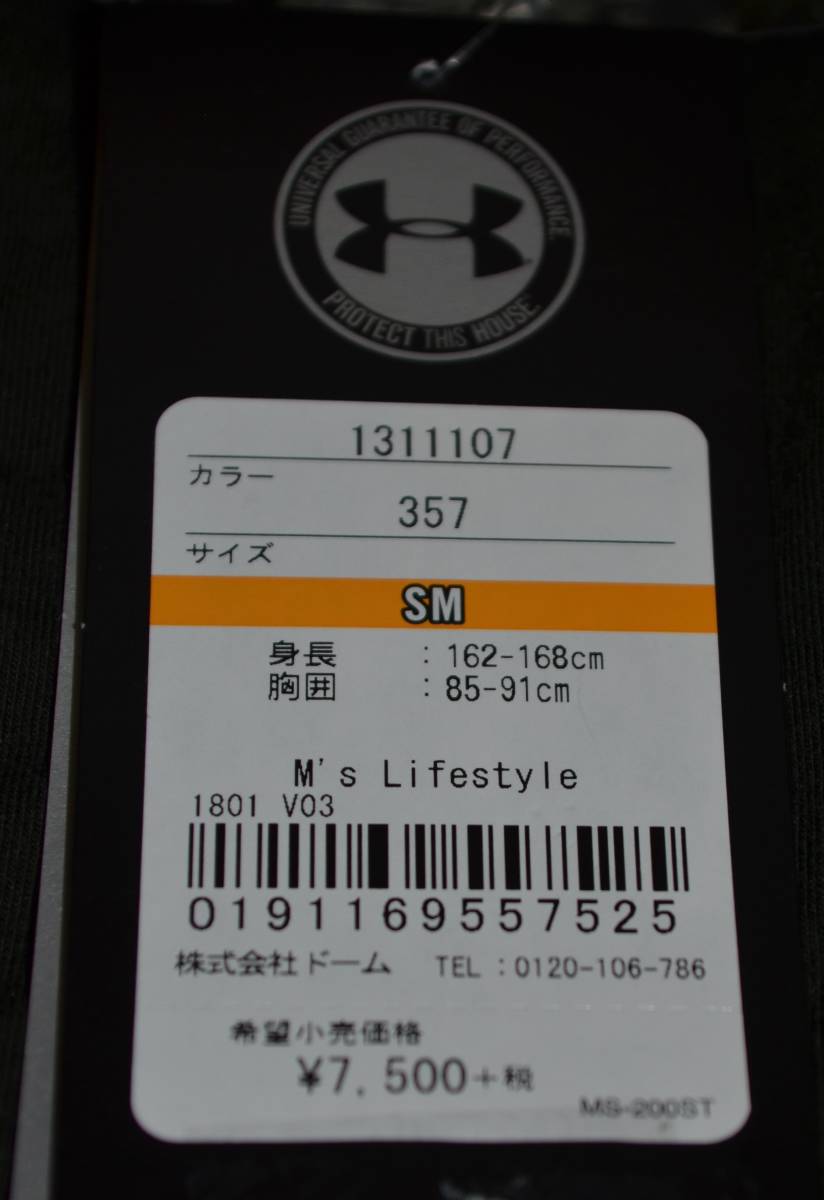 UNIVERSAL GUARANTEE OF PERFORMANCE.
PROTECT THIS HOUSE.
1311107
カラー
357
サイズ
SM
身長 : 162-168cm
胸囲 : 85-91cm
M's Lifestyle
1801 V03
0191169557525
株式会社ドーム TEL : 0120-106-786
希望小売価格
¥7,500+税
MS-200ST